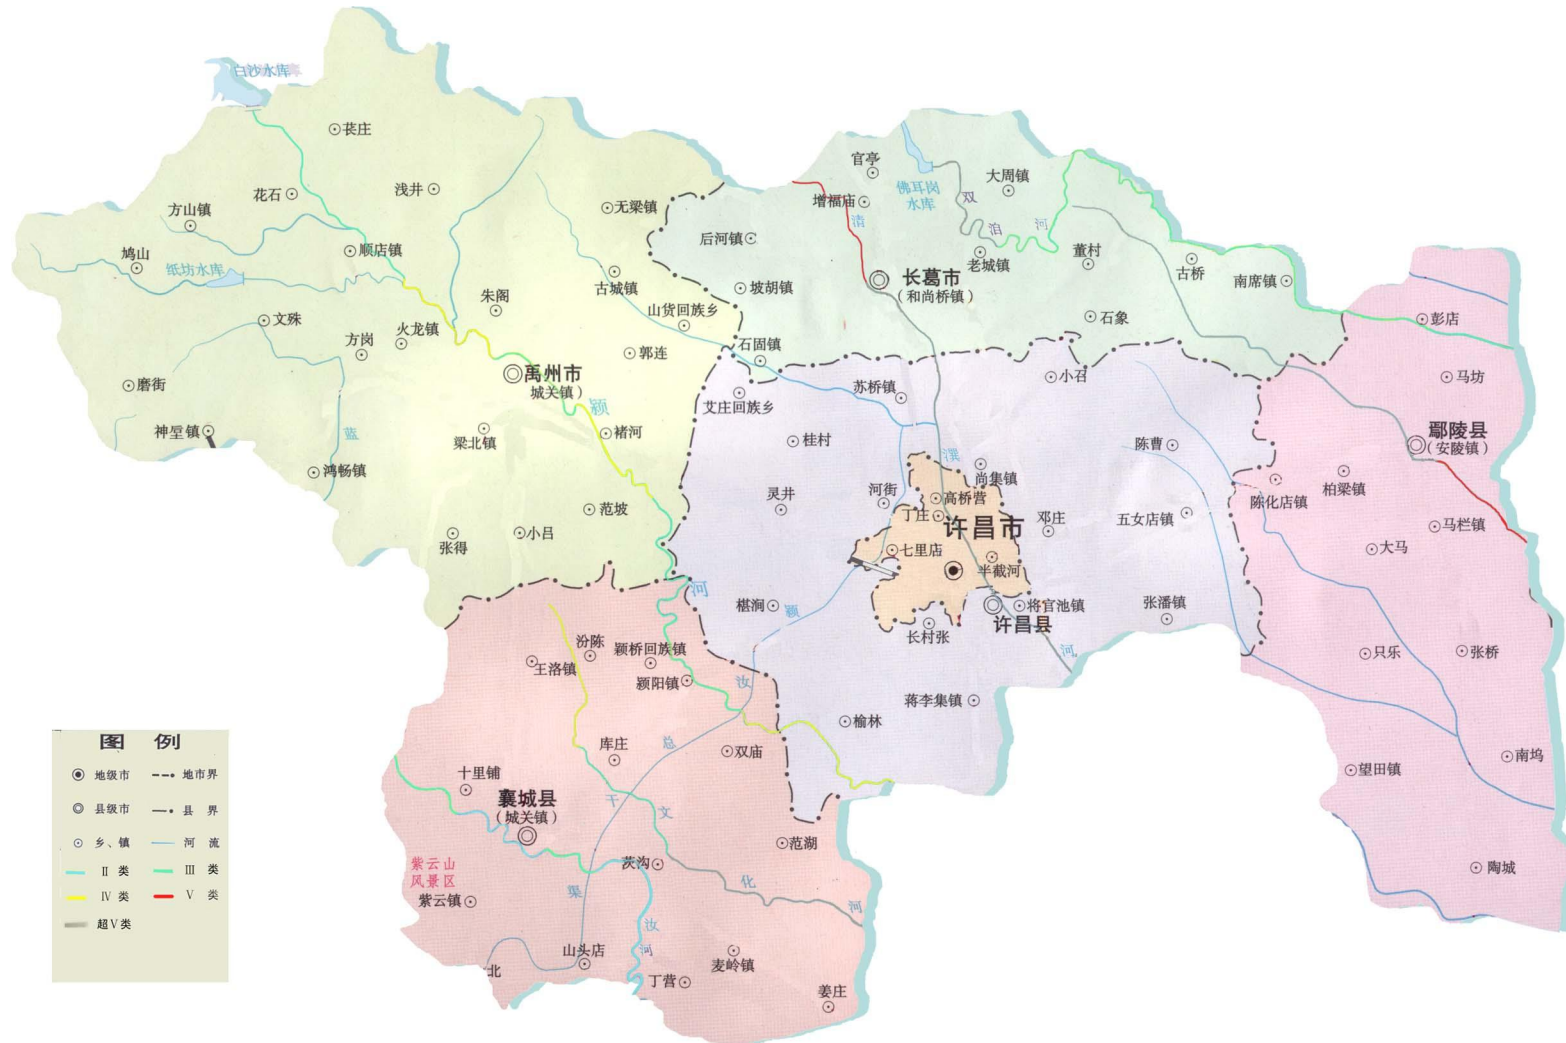 白沙水库
苌庄
花石
浅井
方山镇
无梁镇
鸠山
纸坊水库
顺店镇
古城镇
朱阁
山货回族乡
文殊
方岗
火龙镇
郭连
磨街
禹州市
城关镇）
颍
神垕镇
蓝
梁北镇
褚河
鸿畅镇
范坡
张得
小吕
官亭
佛耳岗
水库
大周镇
增福庙
清
双
洎
河
后河镇
老城镇
董村
古桥
南席镇
坡胡镇
长葛市
（和尚桥镇）
石象
石固镇
彭店
马坊
鄢陵县
（安陵镇）
艾庄回族乡
苏桥镇
小召
桂村
陈曹
灵井
河街
尚集镇
高桥营
丁庄
许昌市
邓庄
五女店镇
陈化店镇
柏梁镇
马栏镇
大马
七里店
半截河
河
椹涧
颍
将官池镇
许昌县
张潘镇
长村张
河
只乐
张桥
汾陈
王洛镇
颍桥回族镇
颍阳镇
汝
蒋李集镇
榆林
总
库庄
双庙
南坞
望田镇
十里铺
襄城县
（城关镇）
干
文
范湖
茨沟
陶城
紫云山
风景区
紫云镇
渠
化
河
汝
河
山头店
北
丁营
麦岭镇
姜庄
图 例
地级市
地市界
县级市
县 界
乡、镇
河 流
Ⅱ 类
Ⅲ 类
Ⅳ 类
Ⅴ 类
超Ⅴ类